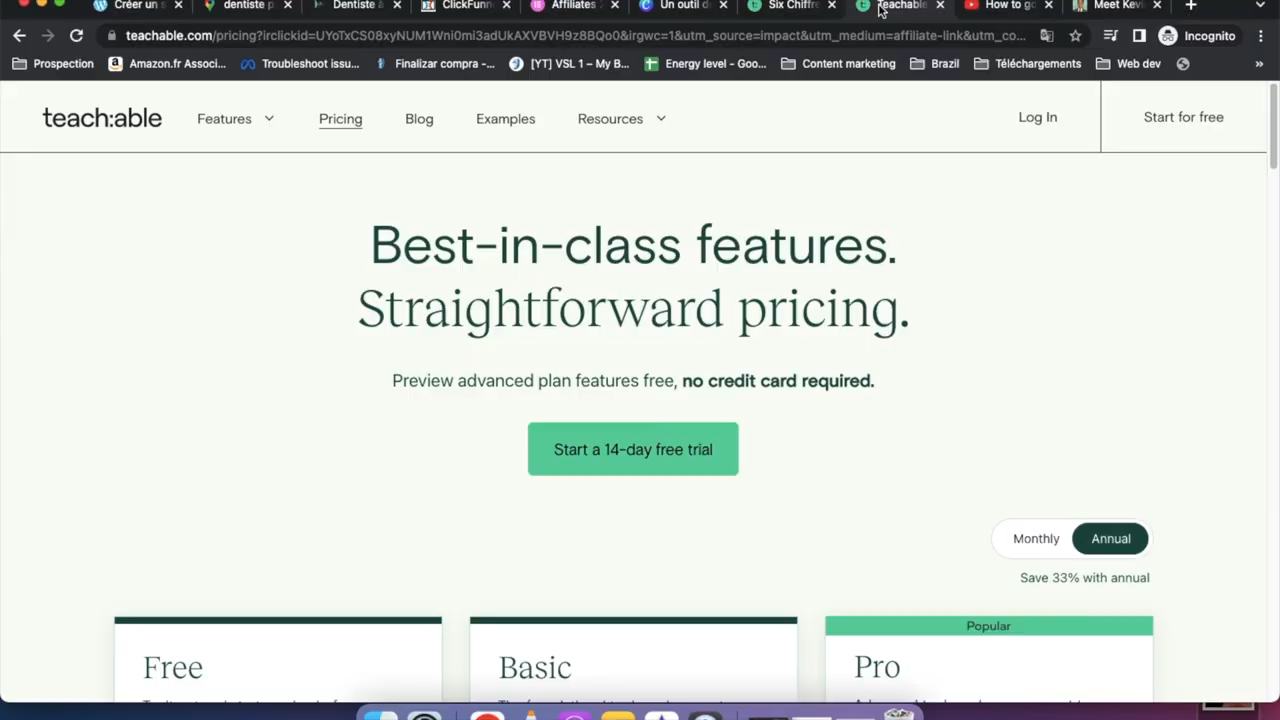 Créer un s
dentiste p
Dentiste à
ClickFunn
Affiliates
Un outil d
Six Chiffre
Teachable
How to go
Meet Kevi
teachable.com/pricing?irclickid=UYoTxCS08xyNUM1Wni0mi3adUkAXVBVH9z8BQo0&irgwc=1&utm_source=impact&utm_medium=affiliate-link&utm_co...
Incognito
Prospection
Amazon.fr Associ...
Troubleshoot issu...
Finalizar compra -...
[YT] VSL 1 – My B...
Energy level – Goo...
Content marketing
Brazil
Téléchargements
Web dev
»
teach:able
Features
Pricing
Blog
Examples
Resources
Log In
Start for free
Best-in-class features.
Straightforward pricing.
Preview advanced plan features free, no credit card required.
Start a 14-day free trial
Monthly
Annual
Save 33% with annual
Popular
Free
Basic
Pro